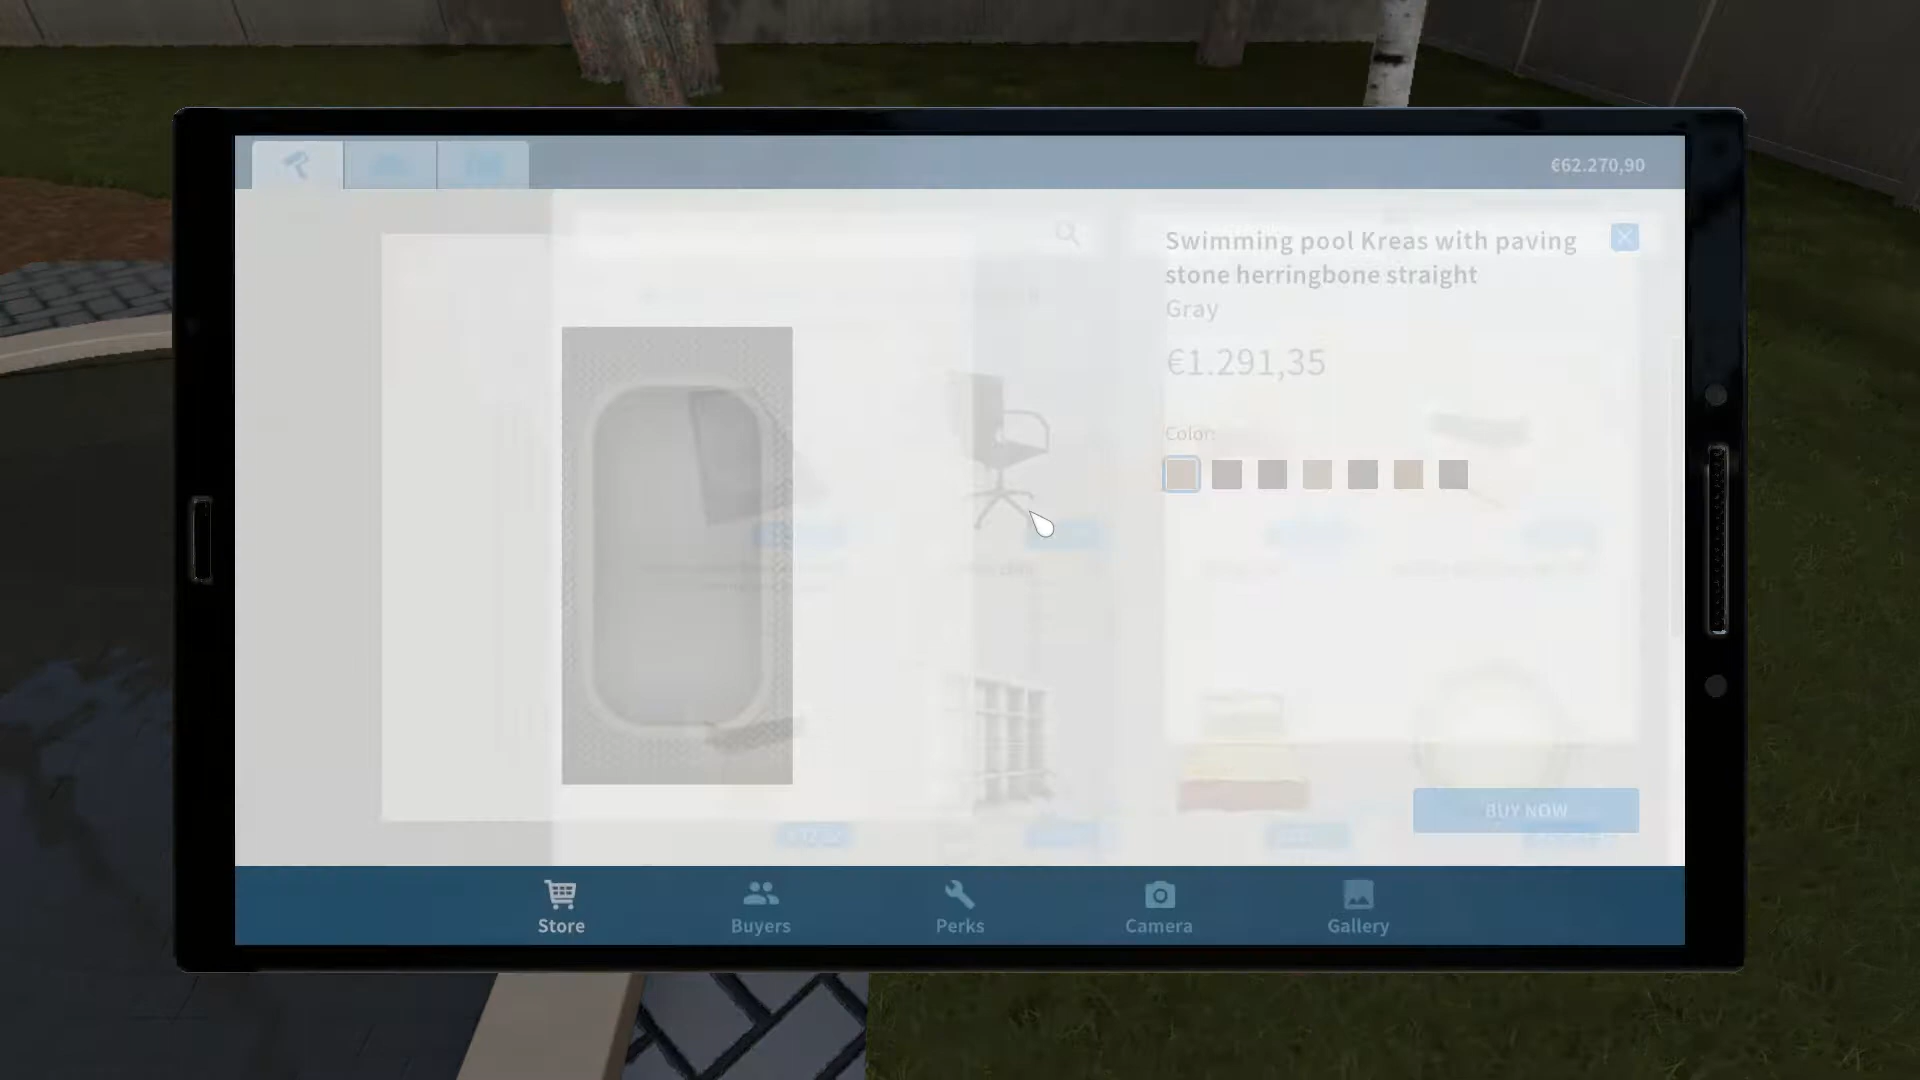 €62.270,90
Swimming pool Kreas with paving
stone herringbone straight
Gray
€1.291,35
Color:
BUY NOW
Store
Buyers
Perks
Camera
Gallery